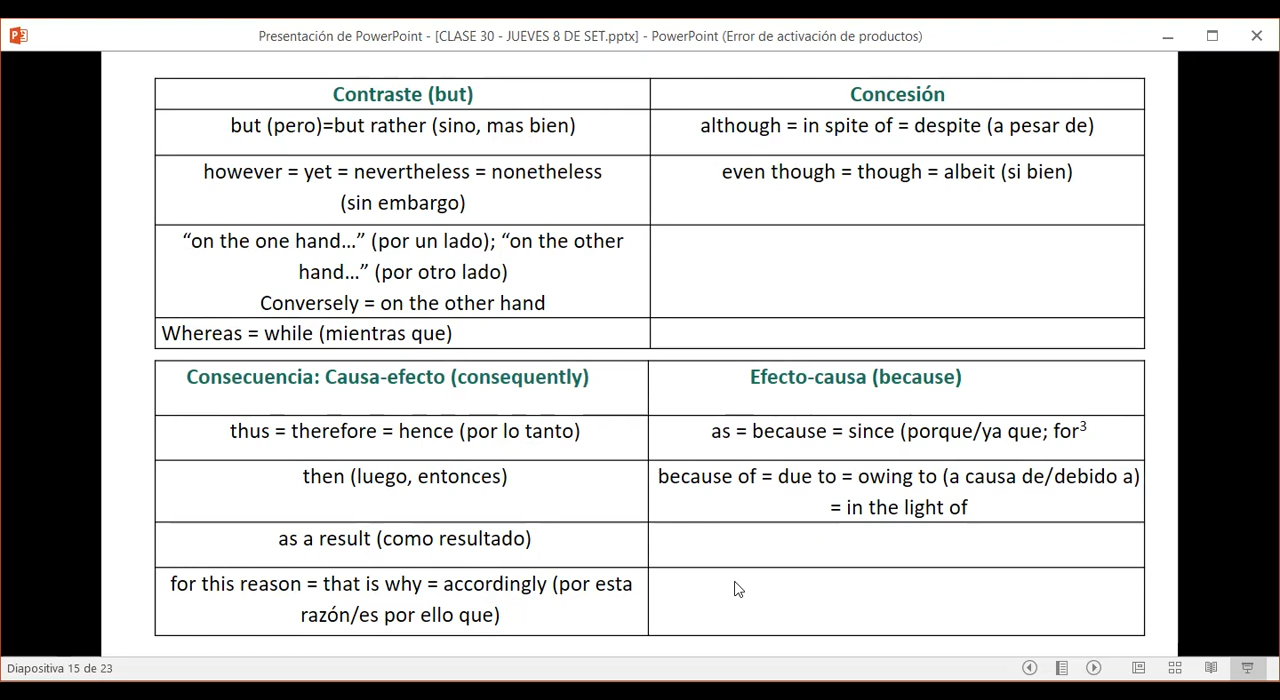 Presentación de PowerPoint - [CLASE 30 - JUEVES 8 DE SET.pptx] - PowerPoint (Error de activación de productos)
Contraste (but)
Concesión
but (pero)=but rather (sino, mas bien)
although = in spite of = despite (a pesar de)
however = yet = nevertheless = nonetheless
(sin embargo)
even though = though = albeit (si bien)
“on the one hand…” (por un lado); “on the other
hand…” (por otro lado)
Conversely = on the other hand
Whereas = while (mientras que)
Consecuencia: Causa-efecto (consequently)
Efecto-causa (because)
thus = therefore = hence (por lo tanto)
as = because = since (porque/ya que; for³
then (luego, entonces)
because of = due to = owing to (a causa de/debido a)
= in the light of
as a result (como resultado)
for this reason = that is why = accordingly (por esta
razón/es por ello que)
Diapositiva 15 de 23